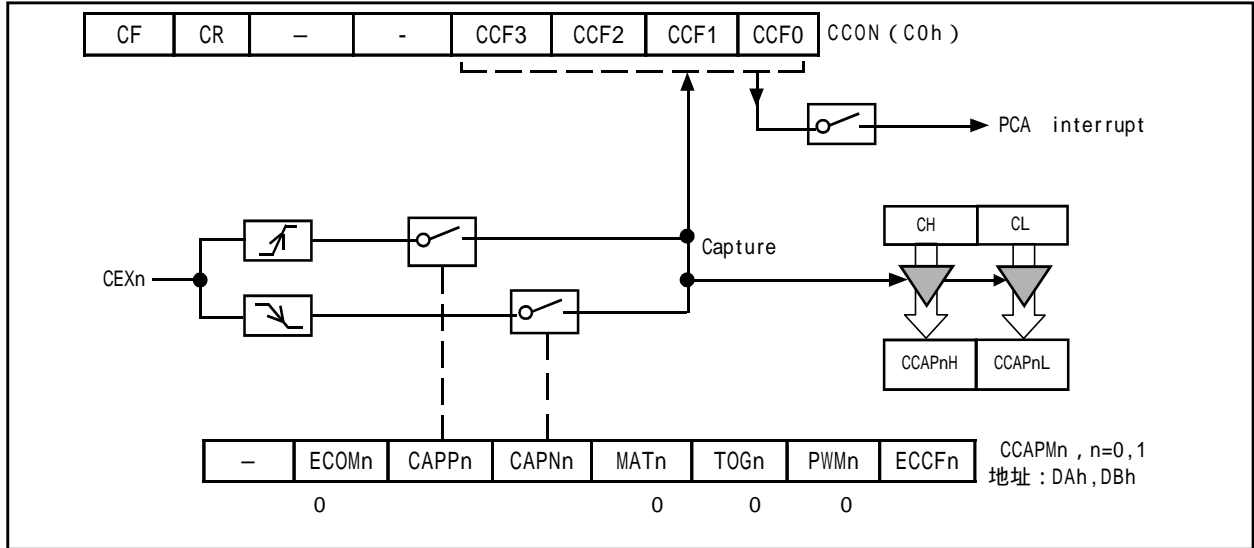 CF CR – - CCF3 CCF2 CCF1 CCF0 CCON(C0h)
PCA interrupt
CH CL
Capture
CEXn
CCAPnH CCAPnL
– ECOMn CAPPn CAPNn MATn TOGn PWMn ECCFn CCAPMn,n=0,1
地址:DAh,DBh
0 0 0 0